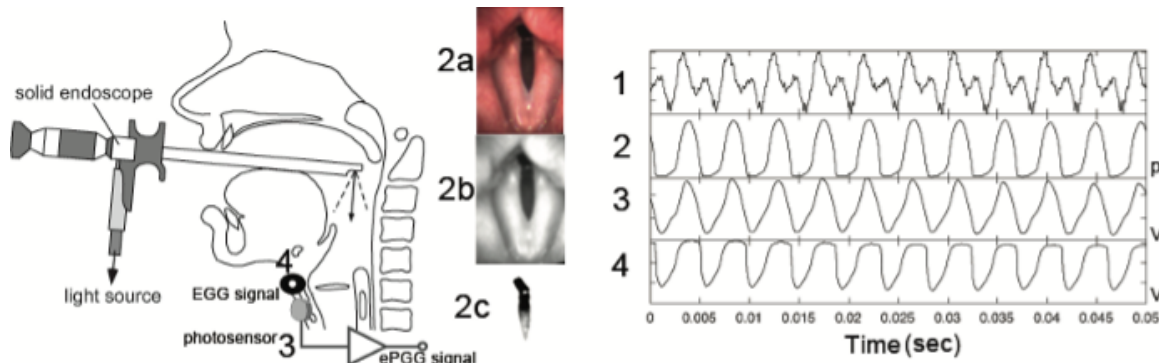 solid endoscope
light source
4
EGG signal
photosensor 3
ePGG signal
2a
2b
2c
1
2
3
4
p
v
v
0 0.005 0.01 0.015 0.02 0.025 0.03 0.035 0.04 0.045 0.05
Time (sec)